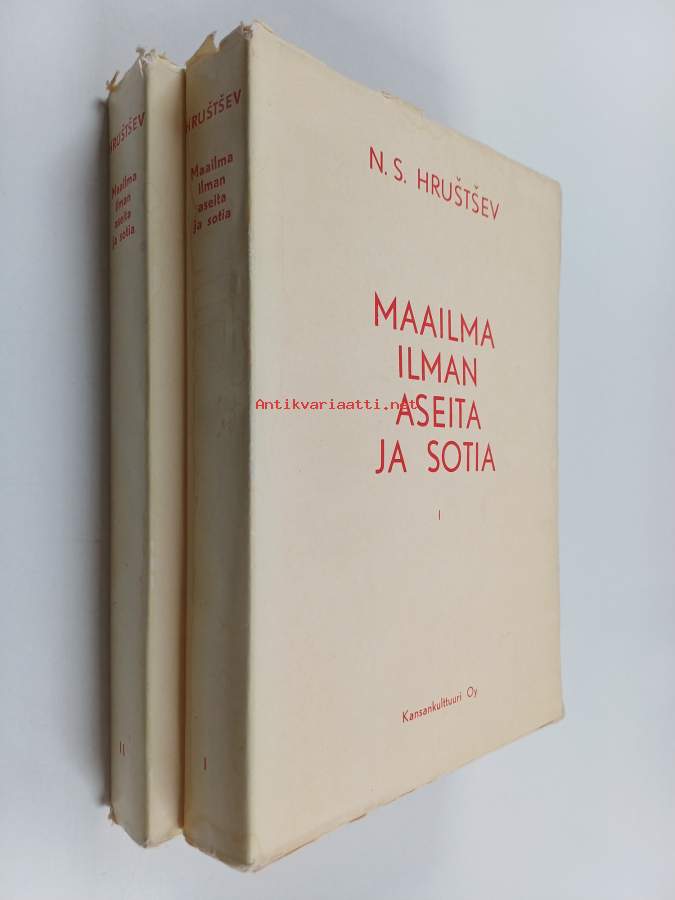 HRUŠTŠEV
Maailma
ilman
aseita
ja sotia
II
HRUŠTŠEV
Maailma
ilman
aseita
ja sotia
I
N. S. HRUŠTŠEV
MAAILMA
ILMAN
ASEITA
JA SOTIA
I
Kansankulttuuri Oy
Antikvariaatti.net